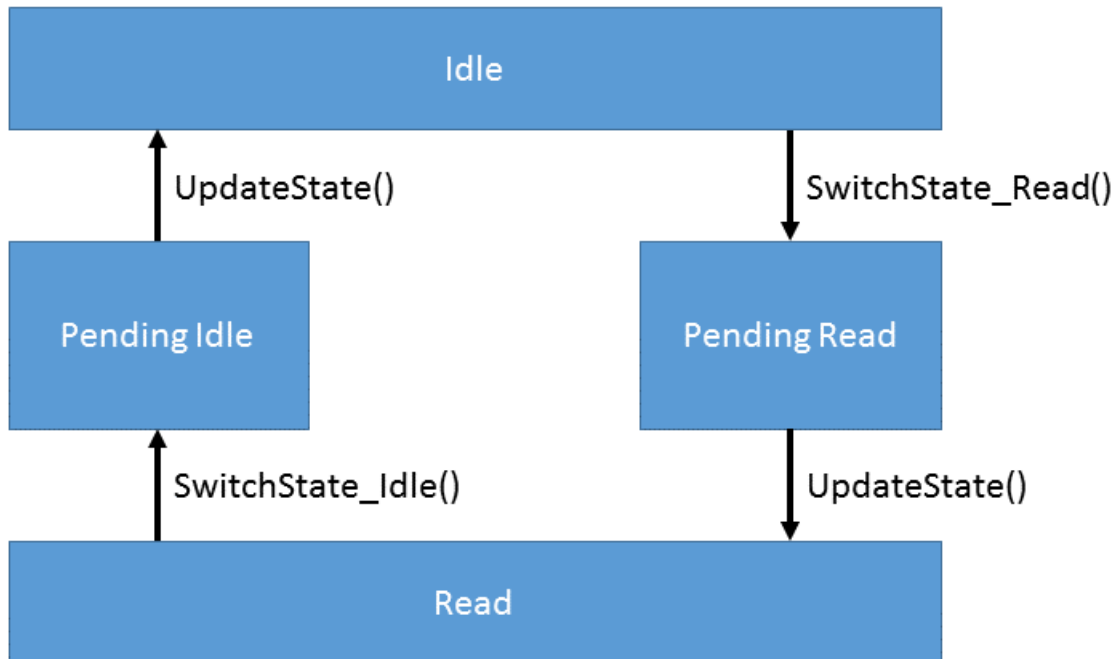 Idle
UpdateState()
SwitchState_Read()
Pending Idle
Pending Read
SwitchState_Idle()
UpdateState()
Read